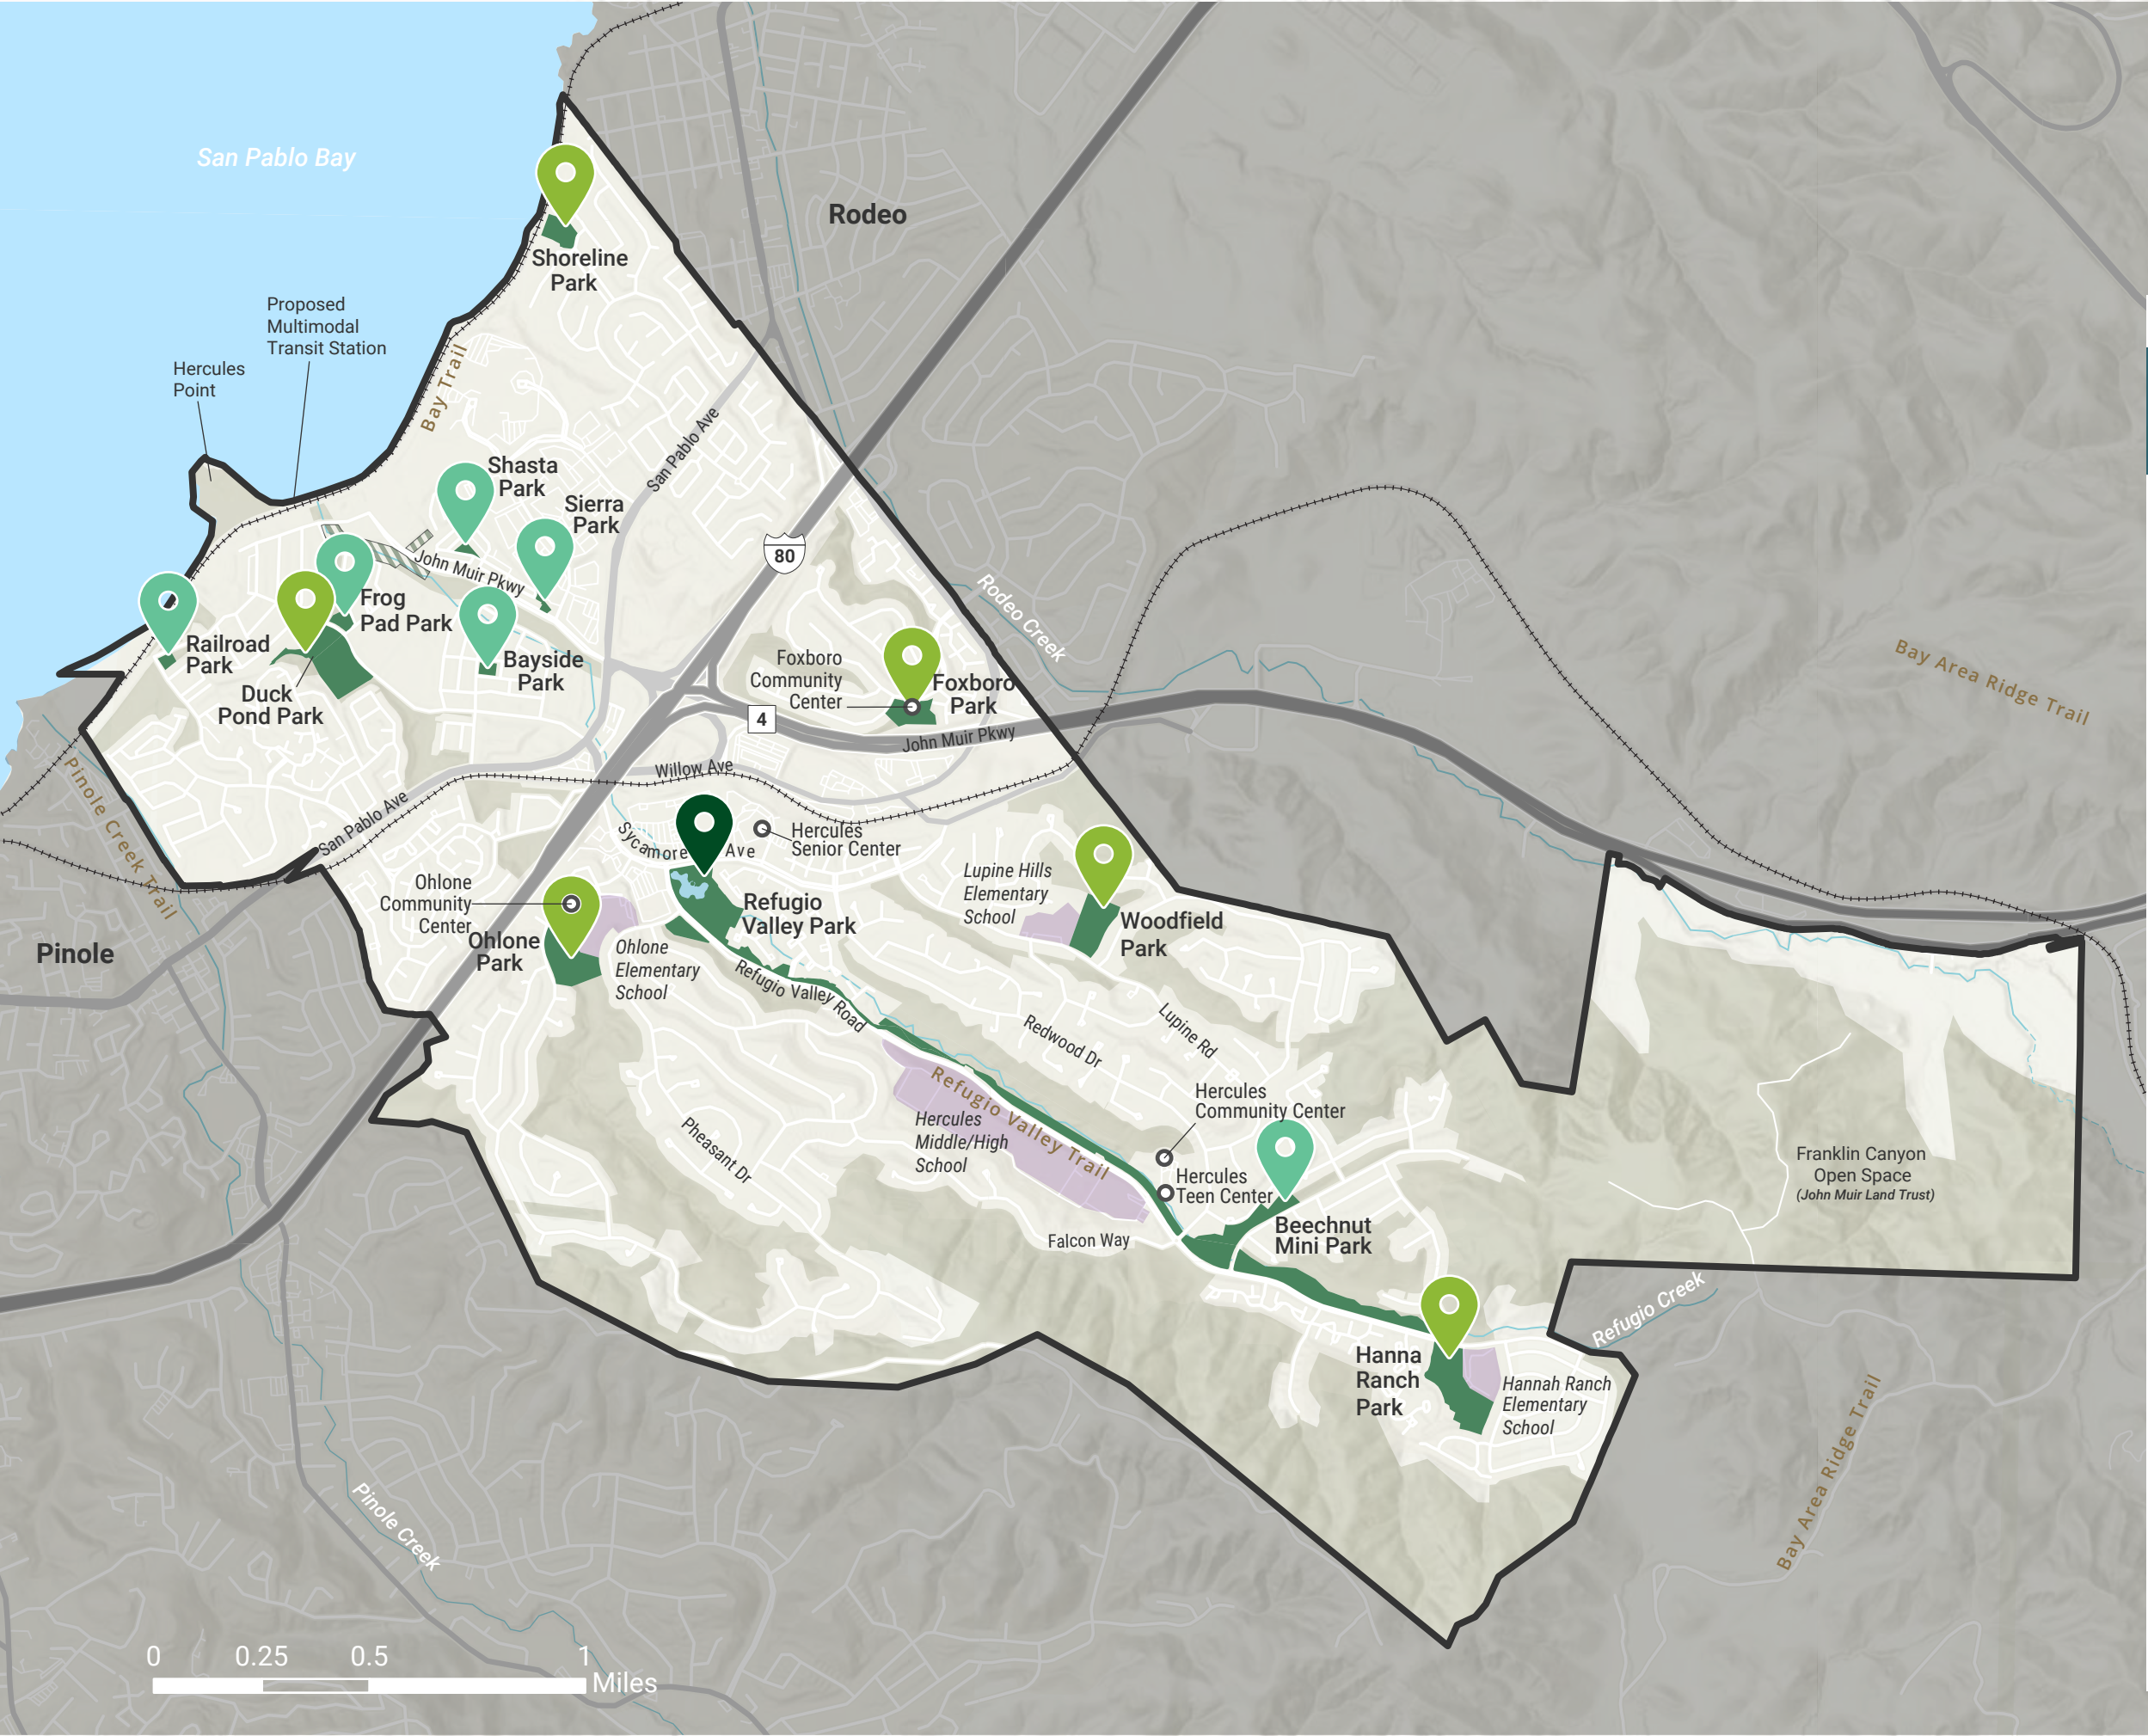 San Pablo Bay
Rodeo
Shoreline
Park
Proposed
Multimodal
Transit Station
Hercules
Point
Bay Trail
San Pablo Ave
Shasta
Park
Sierra
Park
80
John Muir Pkwy
Frog
Pad Park
Railroad
Park
Duck
Pond Park
Bayside
Park
Foxboro
Community
Center
Foxboro
Park
4
John Muir Pkwy
Rodeo Creek
Bay Area Ridge Trail
Willow Ave
Pinole Creek Trail
San Pablo Ave
Sycamore Ave
Hercules
Senior Center
Ohlone
Community
Center
Ohlone
Park
Ohlone
Elementary
School
Refugio
Valley Park
Lupine Hills
Elementary
School
Woodfield
Park
Pinole
Refugio Valley Road
Redwood Dr
Lupine Rd
Refugio Valley Trail
Hercules
Middle/High
School
Pheasant Dr
Hercules
Community Center
Hercules
Teen Center
Falcon Way
Beechnut
Mini Park
Franklin Canyon
Open Space
(John Muir Land Trust)
Refugio Creek
Hanna
Ranch
Park
Hannah Ranch
Elementary
School
Bay Area Ridge Trail
Pinole Creek
0 0.25 0.5 1
Miles